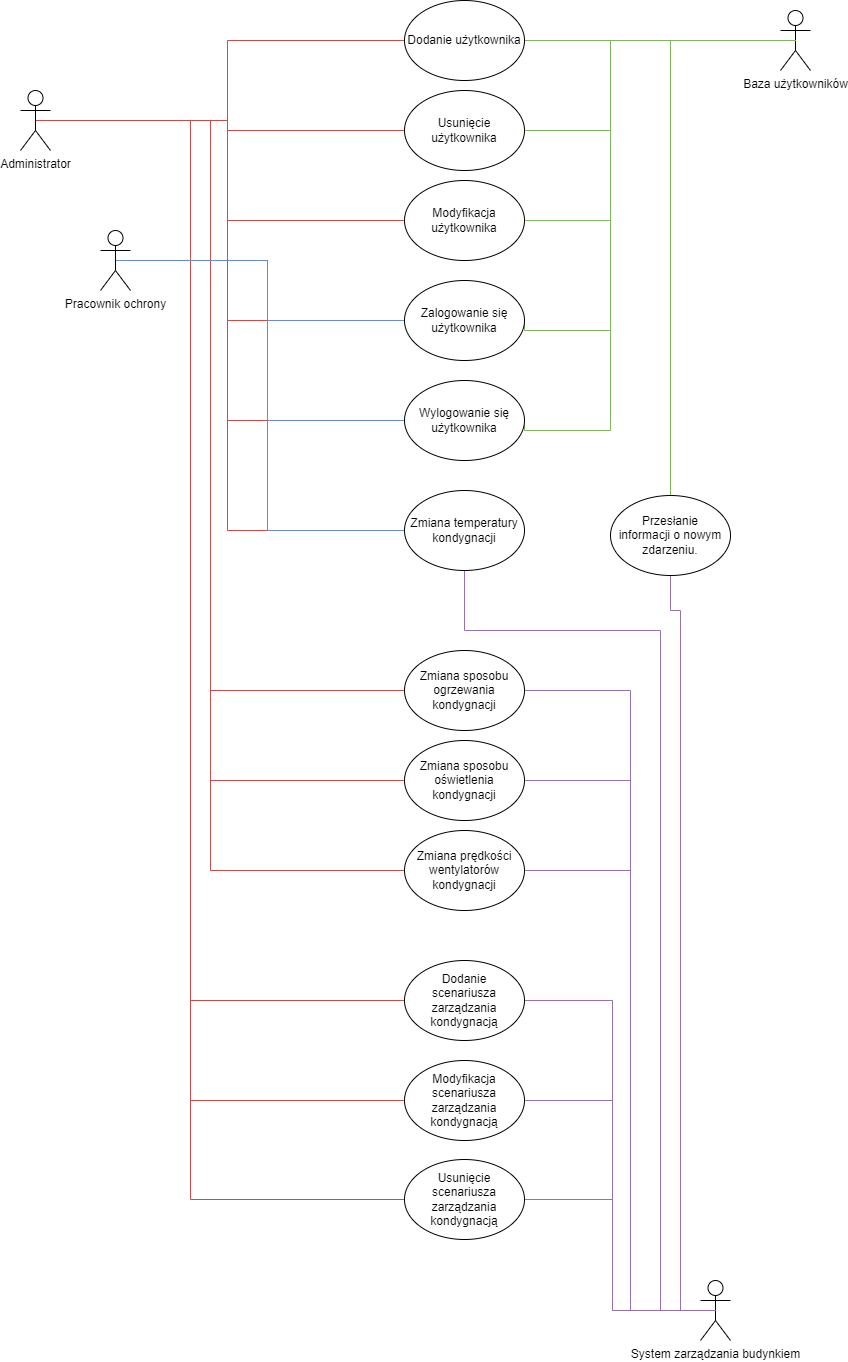 Dodanie użytkownika
Baza użytkowników
Usunięcie
użytkownika
Administrator
Modyfikacja
użytkownika
Pracownik ochrony
Zalogowanie się
użytkownika
Wylogowanie się
użytkownika
Zmiana temperatury
kondygnacji
Przesłanie
informacji o nowym
zdarzeniu.
Zmiana sposobu
ogrzewania
kondygnacji
Zmiana sposobu
oświetlenia
kondygnacji
Zmiana prędkości
wentylatorów
kondygnacji
Dodanie
scenariusza
zarządzania
kondygnacją
Modyfikacja
scenariusza
zarządzania
kondygnacją
Usunięcie
scenariusza
zarządzania
kondygnacją
System zarządzania budynkiem